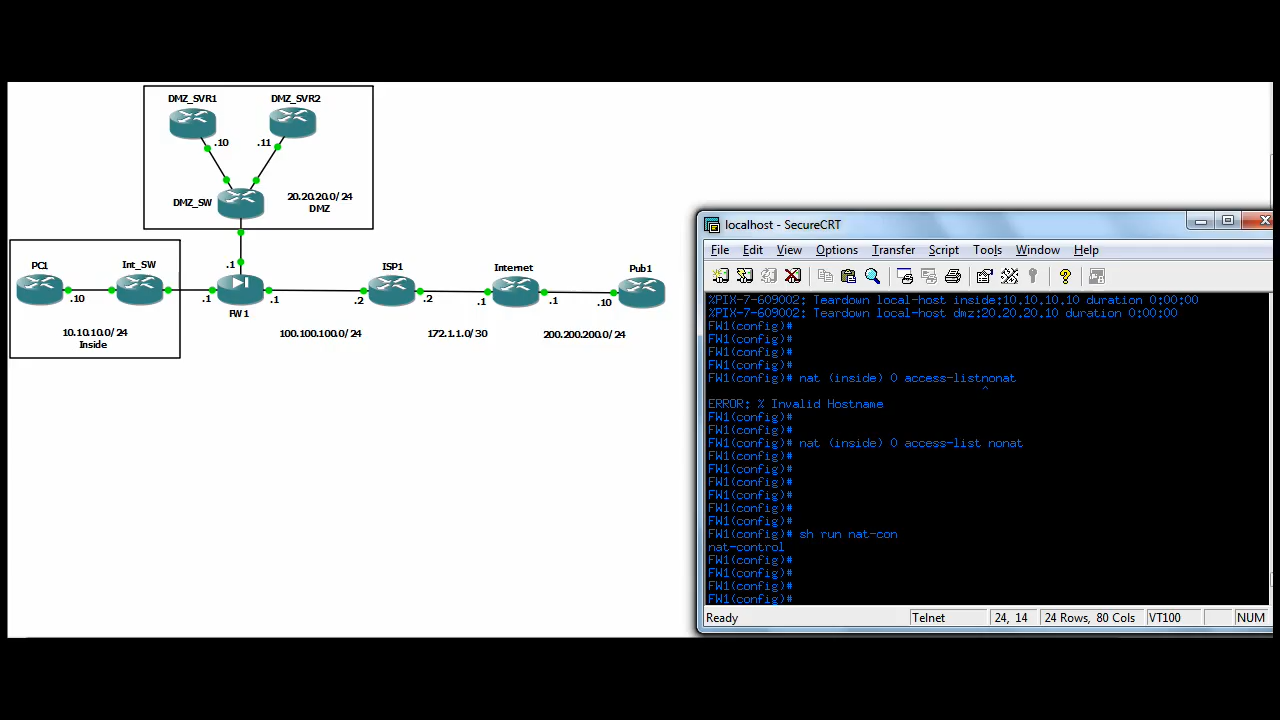 DMZ_SVR1
DMZ_SVR2
.10
.11
DMZ_SW
20.20.20.0/24
DMZ
PC1
Int_SW
.1
ISP1
Internet
Pub1
.10
.1
.1
.2
.2
.1
.1
.10
FW1
10.10.10.0/24
Inside
100.100.100.0/24
172.1.1.0/30
200.200.200.0/24
localhost - SecureCRT
File Edit View Options Transfer Script Tools Window Help
%PIX-7-609002: Teardown local-host inside:10.10.10.10 duration 0:00:00
%PIX-7-609002: Teardown local-host dmz:20.20.20.10 duration 0:00:00
FW1(config)#
FW1(config)#
FW1(config)#
FW1(config)#
FW1(config)# nat (inside) 0 access-listnonat
^
ERROR: % Invalid Hostname
FW1(config)#
FW1(config)#
FW1(config)# nat (inside) 0 access-list nonat
FW1(config)#
FW1(config)#
FW1(config)#
FW1(config)#
FW1(config)#
FW1(config)#
FW1(config)# sh run nat-con
nat-control
FW1(config)#
FW1(config)#
FW1(config)#
FW1(config)#
Ready Telnet 24, 14 24 Rows, 80 Cols VT100 NUM